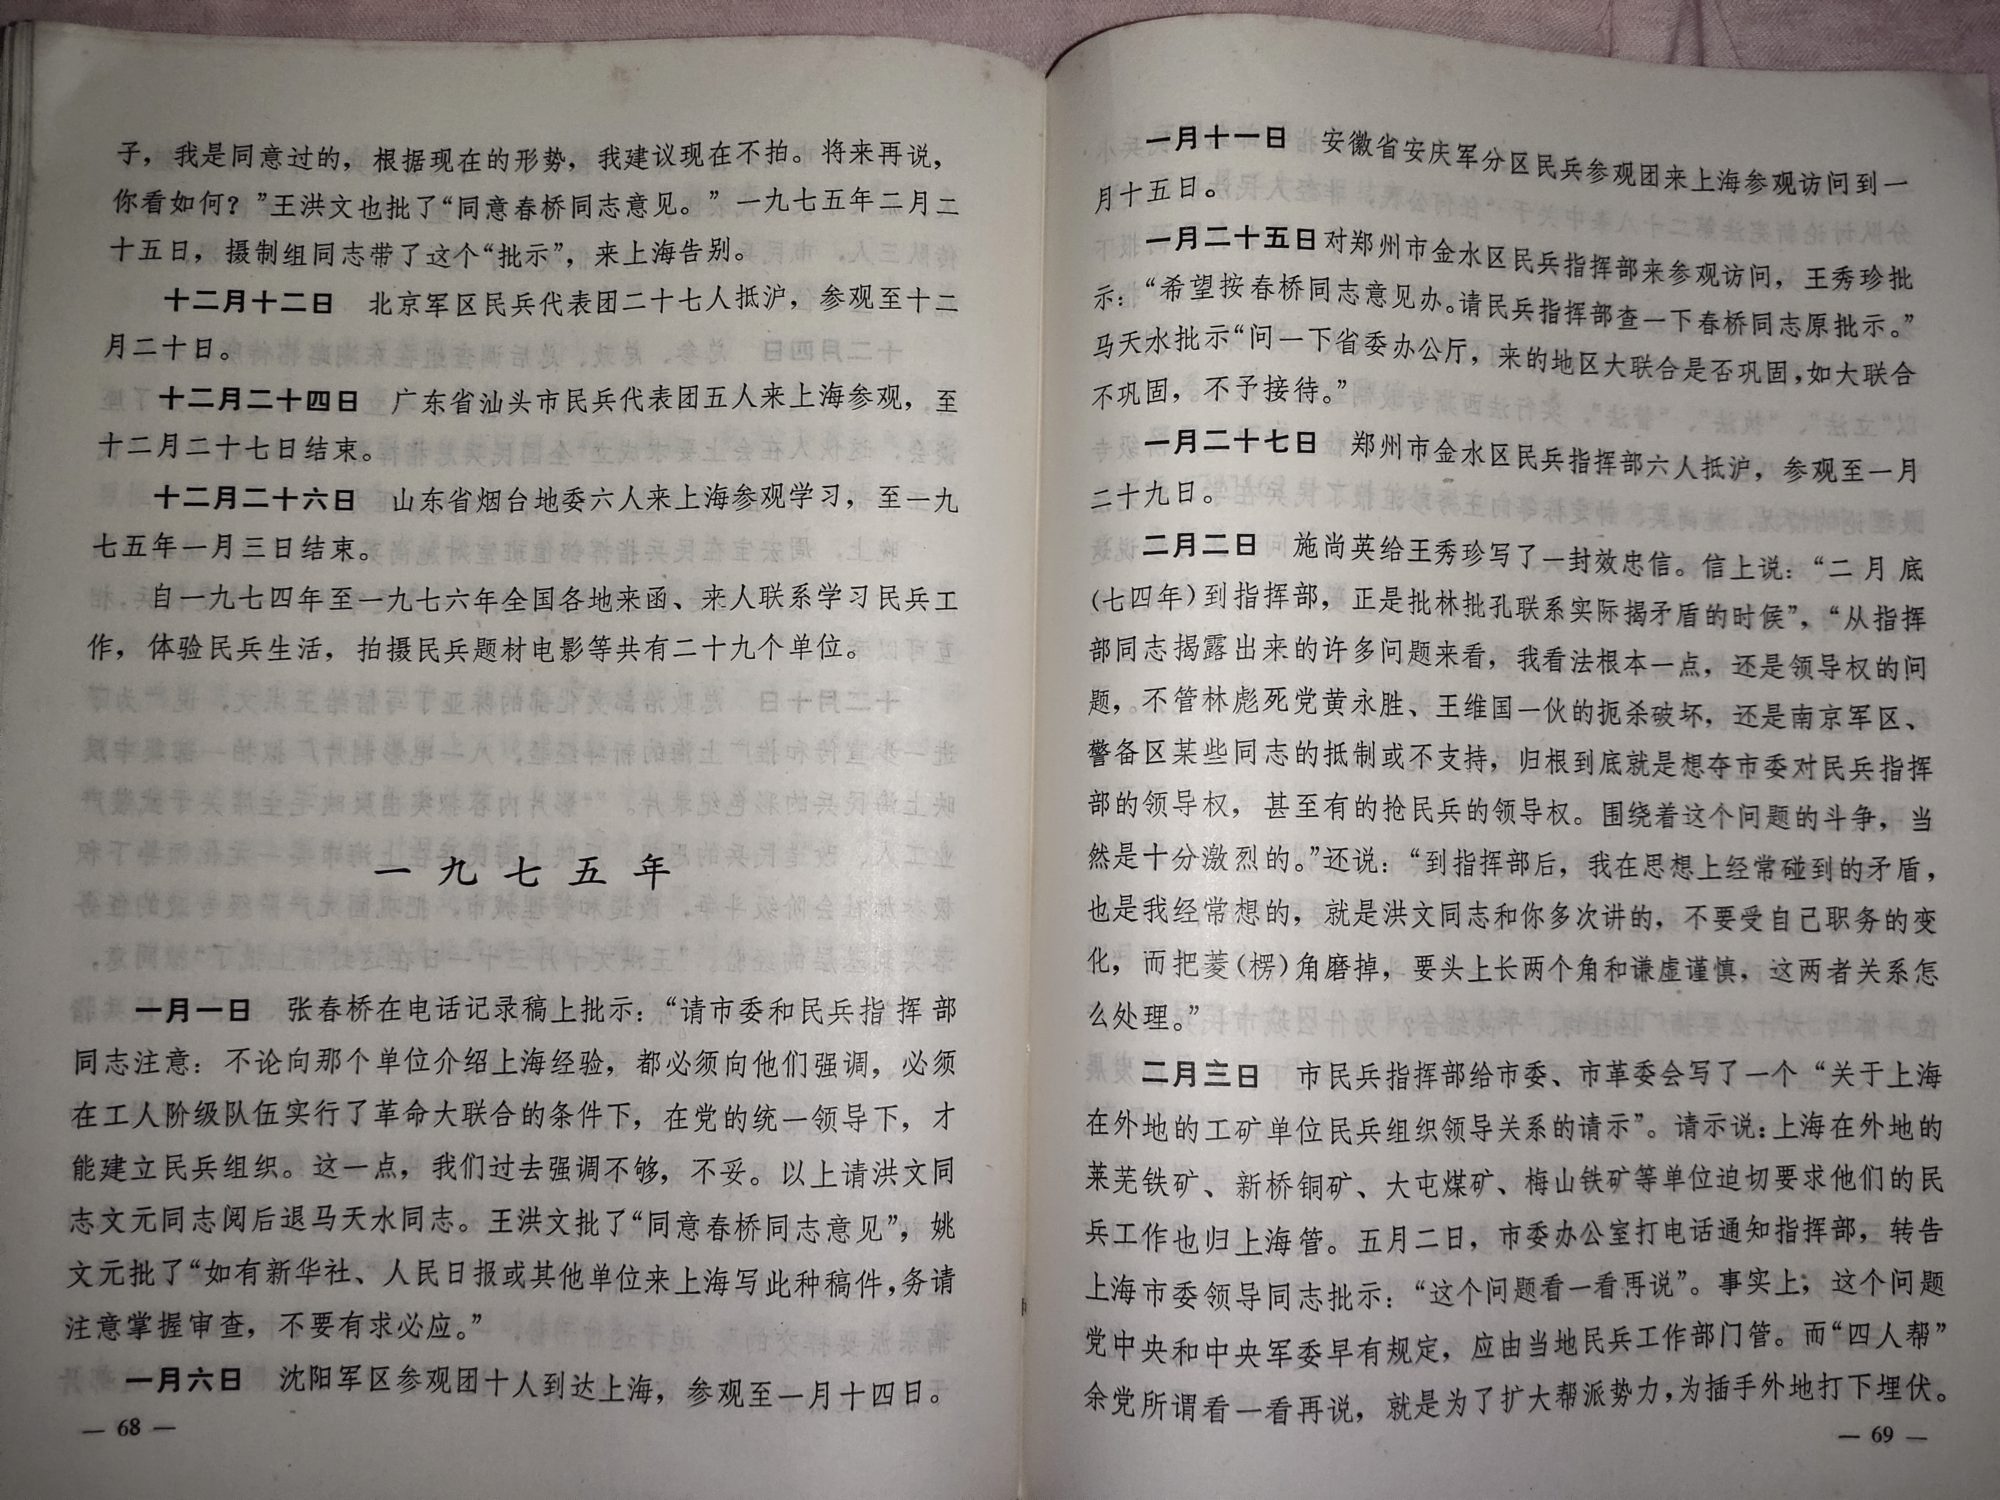 子，我是同意过的，根据现在的形势，我建议现在不拍。将来再说，
你看如何？”王洪文也批了“同意春桥同志意见。”一九七五年二月二
十五日，摄制组同志带了这个“批示”，来上海告别。
十二月十二日　北京军区民兵代表团二十七人抵沪，参观至十二
月二十日。
十二月二十四日　广东省汕头市民兵代表团五人来上海参观，至
十二月二十七日结束。
十二月二十六日　山东省烟台地委六人来上海参观学习，至一九
七五年一月三日结束。
自一九七四年至一九七六年全国各地来函、来人联系学习民兵工
作，体验民兵生活，拍摄民兵题材电影等共有二十九个单位。
一九七五年
一月一日　张春桥在电话记录稿上批示：“请市委和民兵指挥部
同志注意：不论向那个单位介绍上海经验，都必须向他们强调，必须
在工人阶级队伍实行了革命大联合的条件下，在党的统一领导下，才
能建立民兵组织。这一点，我们过去强调不够，不妥。以上请洪文同
志文元同志阅后退马天水同志。王洪文批了“同意春桥同志意见”，姚
文元批了“如有新华社、人民日报或其他单位来上海写此种稿件，务请
注意掌握审查，不要有求必应。”
一月六日　沈阳军区参观团十人到达上海，参观至一月十四日。
— 68 —
一月十一日　安徽省安庆军分区民兵参观团来上海参观访问到一
月十五日。
一月二十五日对郑州市金水区民兵指挥部来参观访问，王秀珍批
示：“希望按春桥同志意见办。请民兵指挥部查一下春桥同志原批示。”
马天水批示“问一下省委办公厅，来的地区大联合是否巩固，如大联合
不巩固，不予接待。”
一月二十七日　郑州市金水区民兵指挥部六人抵沪，参观至一月
二十九日。
二月二日　施尚英给王秀珍写了一封效忠信。信上说：“二月底
(七四年)到指挥部，正是批林批孔联系实际揭矛盾的时候”，“从指挥
部同志揭露出来的许多问题来看，我看法根本一点，还是领导权的问
题，不管林彪死党黄永胜、王维国一伙的扼杀破坏，还是南京军区、
警备区某些同志的抵制或不支持，归根到底就是想夺市委对民兵指挥
部的领导权，甚至有的抢民兵的领导权。围绕着这个问题的斗争，当
然是十分激烈的。”还说：“到指挥部后，我在思想上经常碰到的矛盾，
也是我经常想的，就是洪文同志和你多次讲的，不要受自己职务的变
化，而把菱(楞)角磨掉，要头上长两个角和谦虚谨慎，这两者关系怎
么处理。”
二月三日　市民兵指挥部给市委、市革委会写了一个“关于上海
在外地的工矿单位民兵组织领导关系的请示”。请示说：上海在外地的
莱芜铁矿、新桥铜矿、大屯煤矿、梅山铁矿等单位迫切要求他们的民
兵工作也归上海管。五月二日，市委办公室打电话通知指挥部，转告
上海市委领导同志批示：“这个问题看一看再说”。事实上；这个问题
党中央和中央军委早有规定，应由当地民兵工作部门管。而“四人帮”
余党所谓看一看再说，就是为了扩大帮派势力，为插手外地打下埋伏。
— 69 —